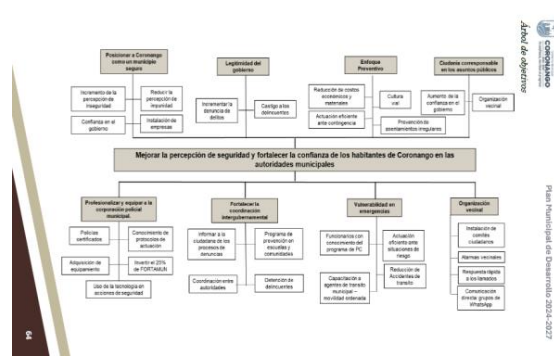 CORONANGO
Árbol de objetivos
Posicionar a Coronango
como un municipio
seguro
Incremento de la
percepción de
inseguridad
Reducir la
percepción de
impunidad
Confianza en el
gobierno
Instalación de
empresas
Legitimidad del
gobierno
Incrementar la
denuncia de
delitos
Castigo a los
delincuentes
Enfoque
Preventivo
Reducción de costos
económicos y
materiales
Cultura
vial
Actuación eficiente
ante contingencia
Prevención de
asentamientos irregulares
Ciudanía corresponsable
en los asuntos públicos
Aumento de la
confianza en el
gobierno
Organización
vecinal
Mejorar la percepción de seguridad y fortalecer la confianza de los habitantes de Coronango en las
autoridades municipales
Profesionalizar y equipar a la
corporación policial
municipal.
Policías
certificados
Conocimiento de
protocolos de
actuación
Adquisición de
equipamiento
Invertir el 20%
de FORTAMUN
Uso de la tecnología en
acciones de seguridad
Fortalecer la
coordinación
intergubernamental
Informar a la
ciudadanía de los
procesos de
denuncias
Programa de
prevención en
escuelas y
comunidades
Coordinación entre
autoridades
Detención de
delincuentes
Vulnerabilidad en
emergencias
Funcionarios con
conocimiento del
programa de PC
Actuación
eficiente ante
situaciones de
riesgo
Capacitación a
agentes de tránsito
municipal –
movilidad ordenada
Reducción de
Accidentes de
tránsito
Organización
vecinal
Instalación de
comités
ciudadanos
Alarmas vecinales
Respuesta rápida
a los llamados
Comunicación
directa: grupos de
WhatsApp
Plan Municipal de Desarrollo 2024-2027
64